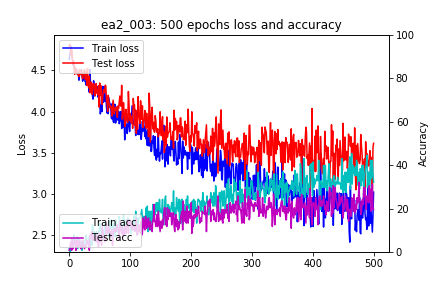 ea2_003: 500 epochs loss and accuracy
Train loss
Test loss
Train acc
Test acc
Loss
4.5
4.0
3.5
3.0
2.5
Accuracy
100
80
60
40
20
0
0
100
200
300
400
500